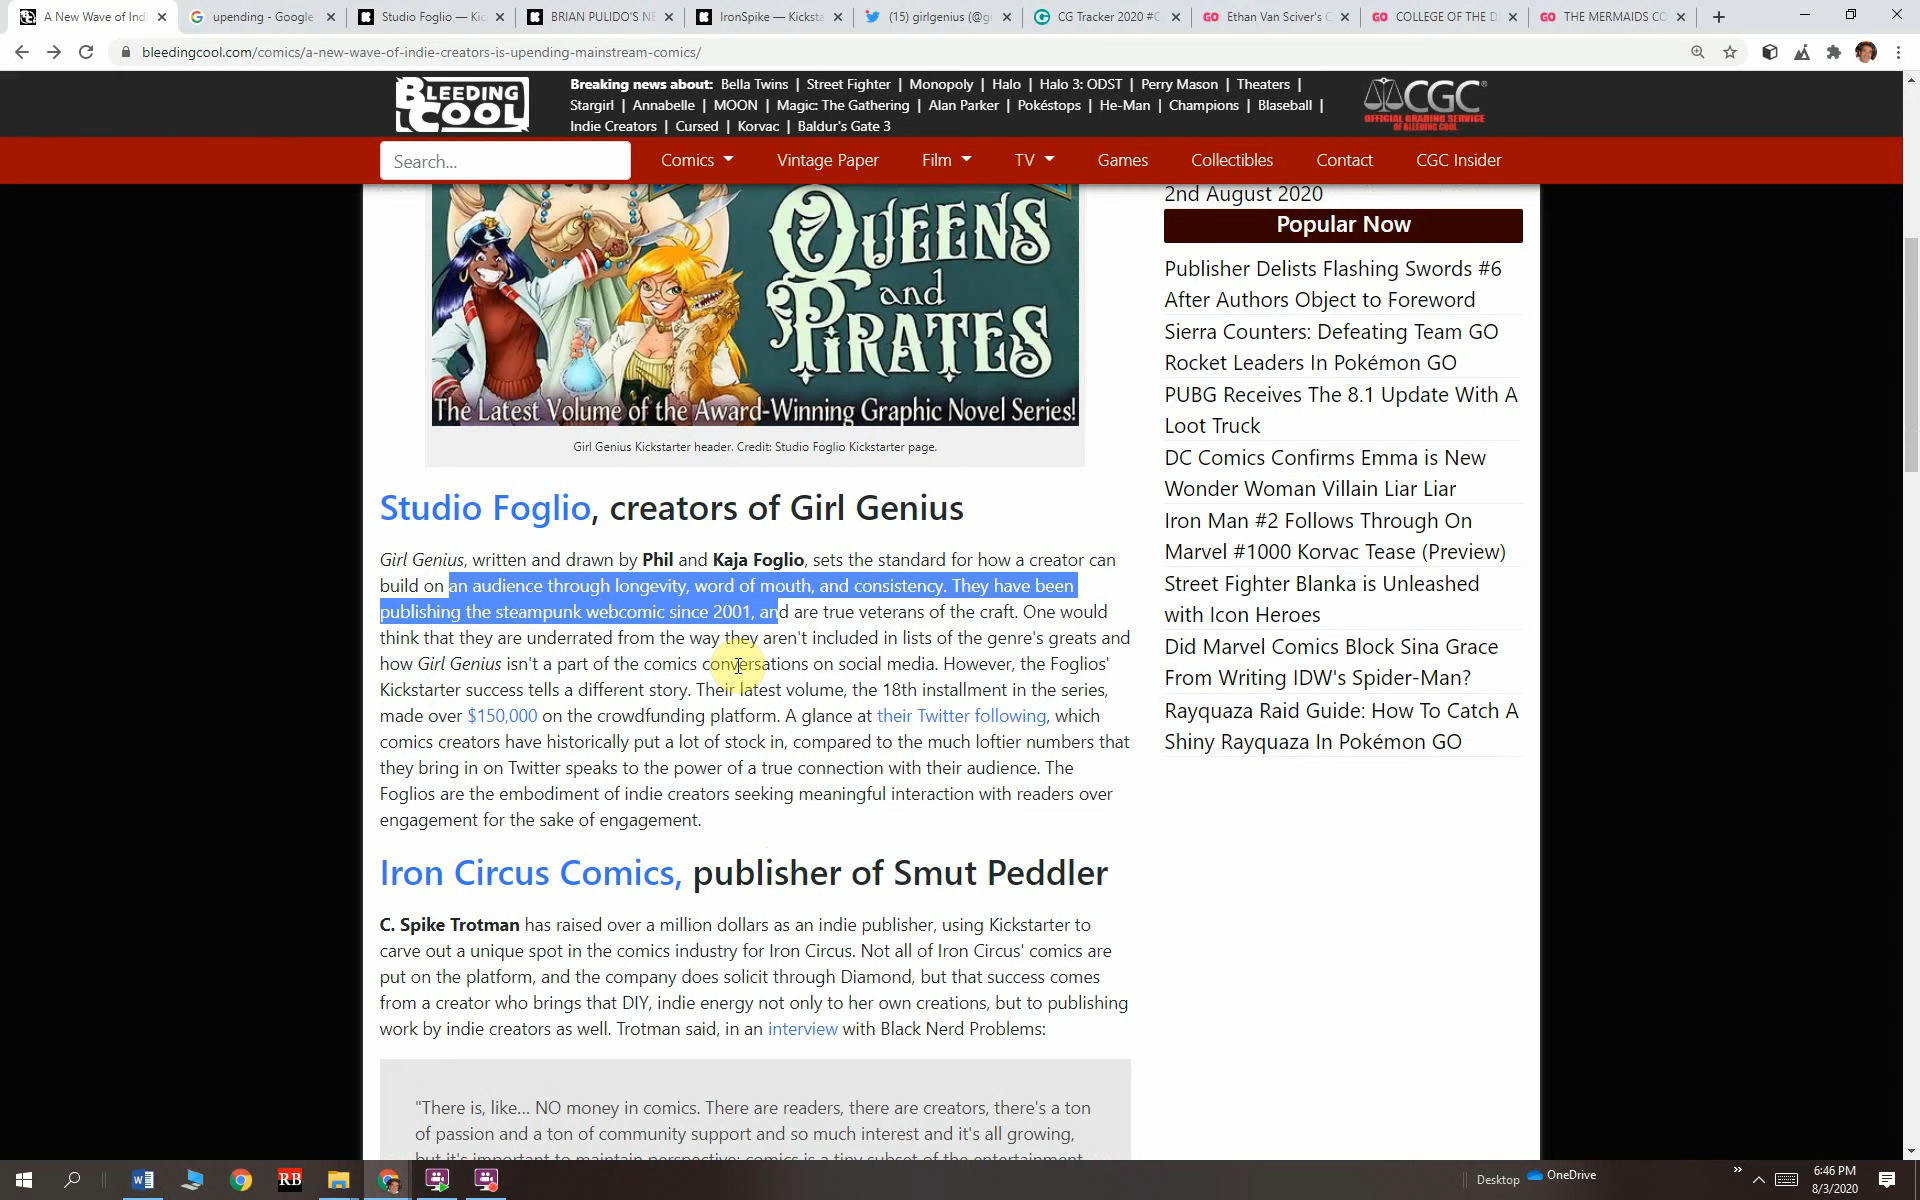 A New Wave of Indi
upending - Google
Studio Foglio — Kic
BRIAN PULIDO'S NE
IronSpike — Kicksta
(15) girlgenius (@gi
CG Tracker 2020 #C
Ethan Van Sciver's C
COLLEGE OF THE D
THE MERMAIDS CO
bleedingcool.com/comics/a-new-wave-of-indie-creators-is-upending-mainstream-comics/
BLEEDING COOL
Breaking news about: Bella Twins | Street Fighter | Monopoly | Halo | Halo 3: ODST | Perry Mason | Theaters |
Stargirl | Annabelle | MOON | Magic: The Gathering | Alan Parker | Pokéstops | He-Man | Champions | Blaseball |
Indie Creators | Cursed | Korvac | Baldur's Gate 3
CGC
OFFICIAL GRADING SERVICE
OF BLEEDING COOL
Search...
Comics
Vintage Paper
Film
TV
Games
Collectibles
Contact
CGC Insider
QUEENS
and
PIRATES
The Latest Volume of the Award-Winning Graphic Novel Series!
Girl Genius Kickstarter header. Credit: Studio Foglio Kickstarter page.
Studio Foglio, creators of Girl Genius
Girl Genius, written and drawn by Phil and Kaja Foglio, sets the standard for how a creator can
build on an audience through longevity, word of mouth, and consistency. They have been
publishing the steampunk webcomic since 2001, and are true veterans of the craft. One would
think that they are underrated from the way they aren't included in lists of the genre's greats and
how Girl Genius isn't a part of the comics conversations on social media. However, the Foglios'
Kickstarter success tells a different story. Their latest volume, the 18th installment in the series,
made over $150,000 on the crowdfunding platform. A glance at their Twitter following, which
comics creators have historically put a lot of stock in, compared to the much loftier numbers that
they bring in on Twitter speaks to the power of a true connection with their audience. The
Foglios are the embodiment of indie creators seeking meaningful interaction with readers over
engagement for the sake of engagement.
Iron Circus Comics, publisher of Smut Peddler
C. Spike Trotman has raised over a million dollars as an indie publisher, using Kickstarter to
carve out a unique spot in the comics industry for Iron Circus. Not all of Iron Circus' comics are
put on the platform, and the company does solicit through Diamond, but that success comes
from a creator who brings that DIY, indie energy not only to her own creations, but to publishing
work by indie creators as well. Trotman said, in an interview with Black Nerd Problems:
"There is, like... NO money in comics. There are readers, there are creators, there's a ton
of passion and a ton of community support and so much interest and it's all growing,
but it's important to maintain perspective: comics is a tiny subset of the entertainment
2nd August 2020
Popular Now
Publisher Delists Flashing Swords #6
After Authors Object to Foreword
Sierra Counters: Defeating Team GO
Rocket Leaders In Pokémon GO
PUBG Receives The 8.1 Update With A
Loot Truck
DC Comics Confirms Emma is New
Wonder Woman Villain Liar Liar
Iron Man #2 Follows Through On
Marvel #1000 Korvac Tease (Preview)
Street Fighter Blanka is Unleashed
with Icon Heroes
Did Marvel Comics Block Sina Grace
From Writing IDW's Spider-Man?
Rayquaza Raid Guide: How To Catch A
Shiny Rayquaza In Pokémon GO
RB
Desktop
OneDrive
6:46 PM
8/3/2020